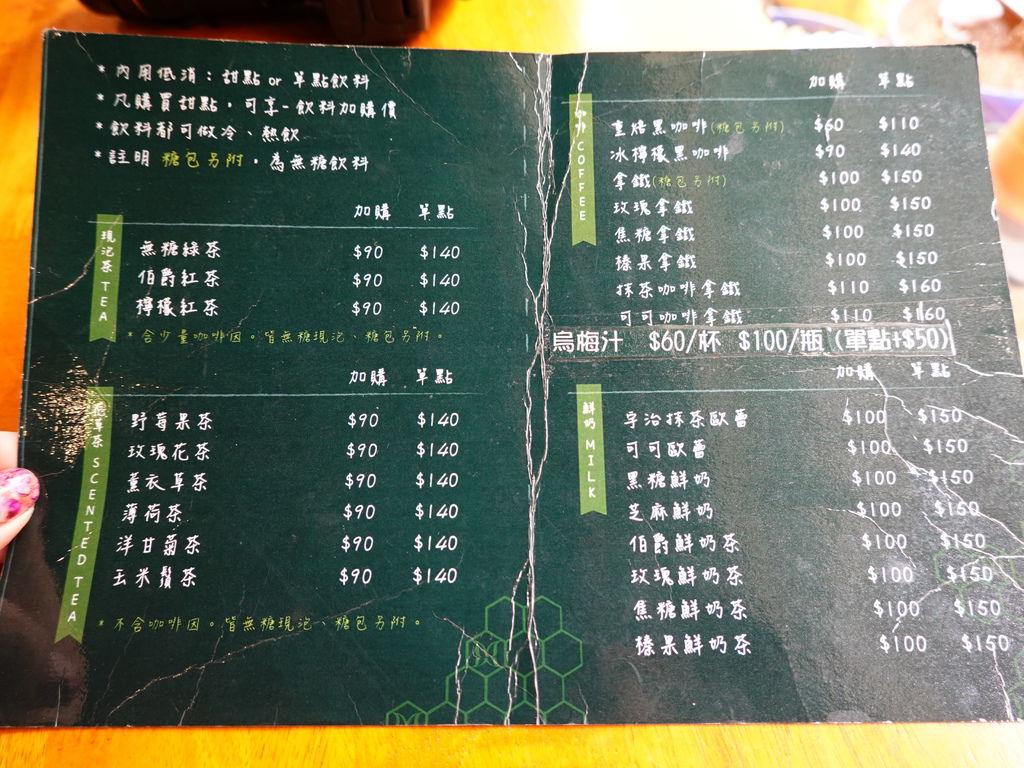 *內用低消：甜點 or 單點飲料
*凡購買甜點，可享一飲料加購價
*飲料都可做冷、熱飲
*註明 糖包另附，為無糖飲料
加購 單點
現泡茶 TEA
無糖綠茶 $90 $140
伯爵紅茶 $90 $140
檸檬紅茶 $90 $140
*含少量咖啡因。皆無糖現泡、糖包另附。
加購 單點
薰草茶 SCENTED TEA
野莓果茶 $90 $140
玫瑰花茶 $90 $140
薰衣草茶 $90 $140
薄荷茶 $90 $140
洋甘菊茶 $90 $140
玉米鬚茶 $90 $140
*不含咖啡因。皆無糖現泡、糖包另附。
加購 單點
咖啡 COFFEE
重焙黑咖啡(糖包另附) $60 $110
冰檸檬黑咖啡 $90 $140
拿鐵(糖包另附) $100 $150
玫瑰拿鐵 $100 $150
焦糖拿鐵 $100 $150
榛果拿鐵 $100 $150
抹茶咖啡拿鐵 $110 $160
可可咖啡拿鐵 $110 $160
烏梅汁 $60/杯 $100/瓶 (單點+$50)
加購 單點
鮮奶 MILK
宇治抹茶歐蕾 $100 $150
可可歐蕾 $100 $150
黑糖鮮奶 $100 $150
芝麻鮮奶 $100 $150
伯爵鮮奶茶 $100 $150
玫瑰鮮奶茶 $100 $150
焦糖鮮奶茶 $100 $150
榛果鮮奶茶 $100 $150